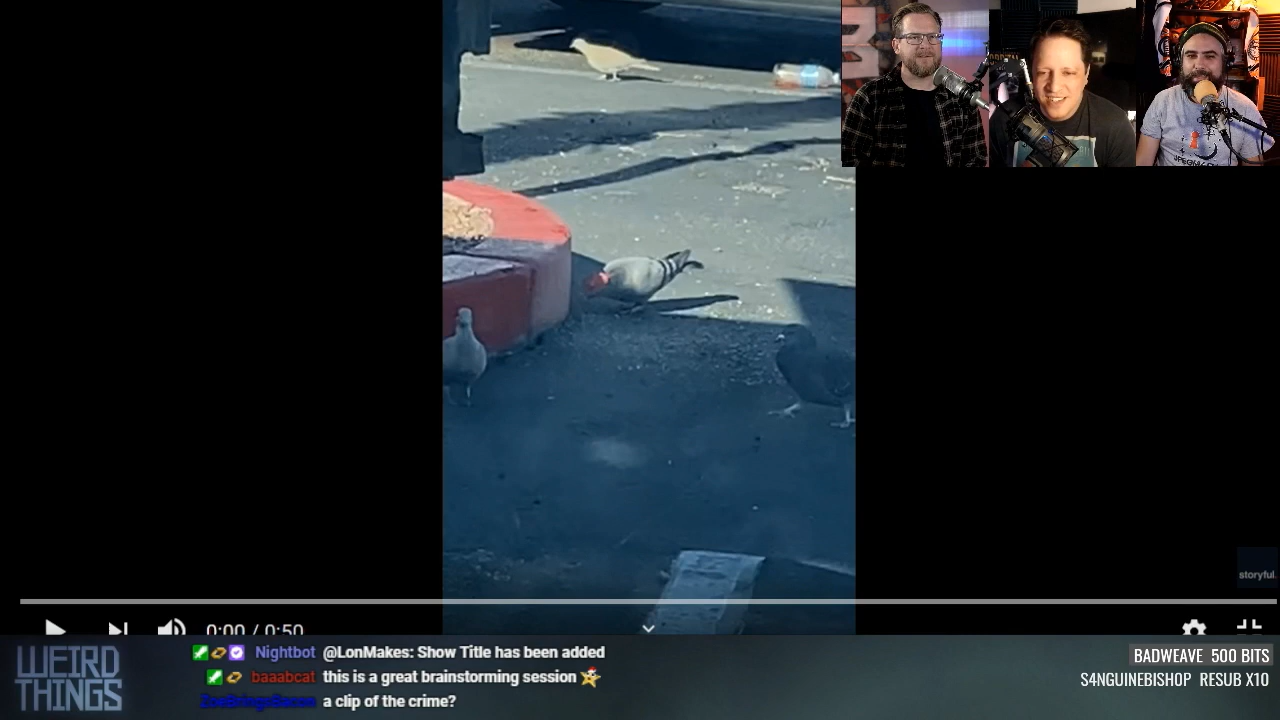 storyful.
0:00 / 0:50
WEIRD
THINGS
Nightbot @LonMakes: Show Title has been added
baaabcat this is a great brainstorming session
ZoeBringsBacon a clip of the crime?
BADWEAVE 500 BITS
S4NGUINEBISHOP RESUB X10